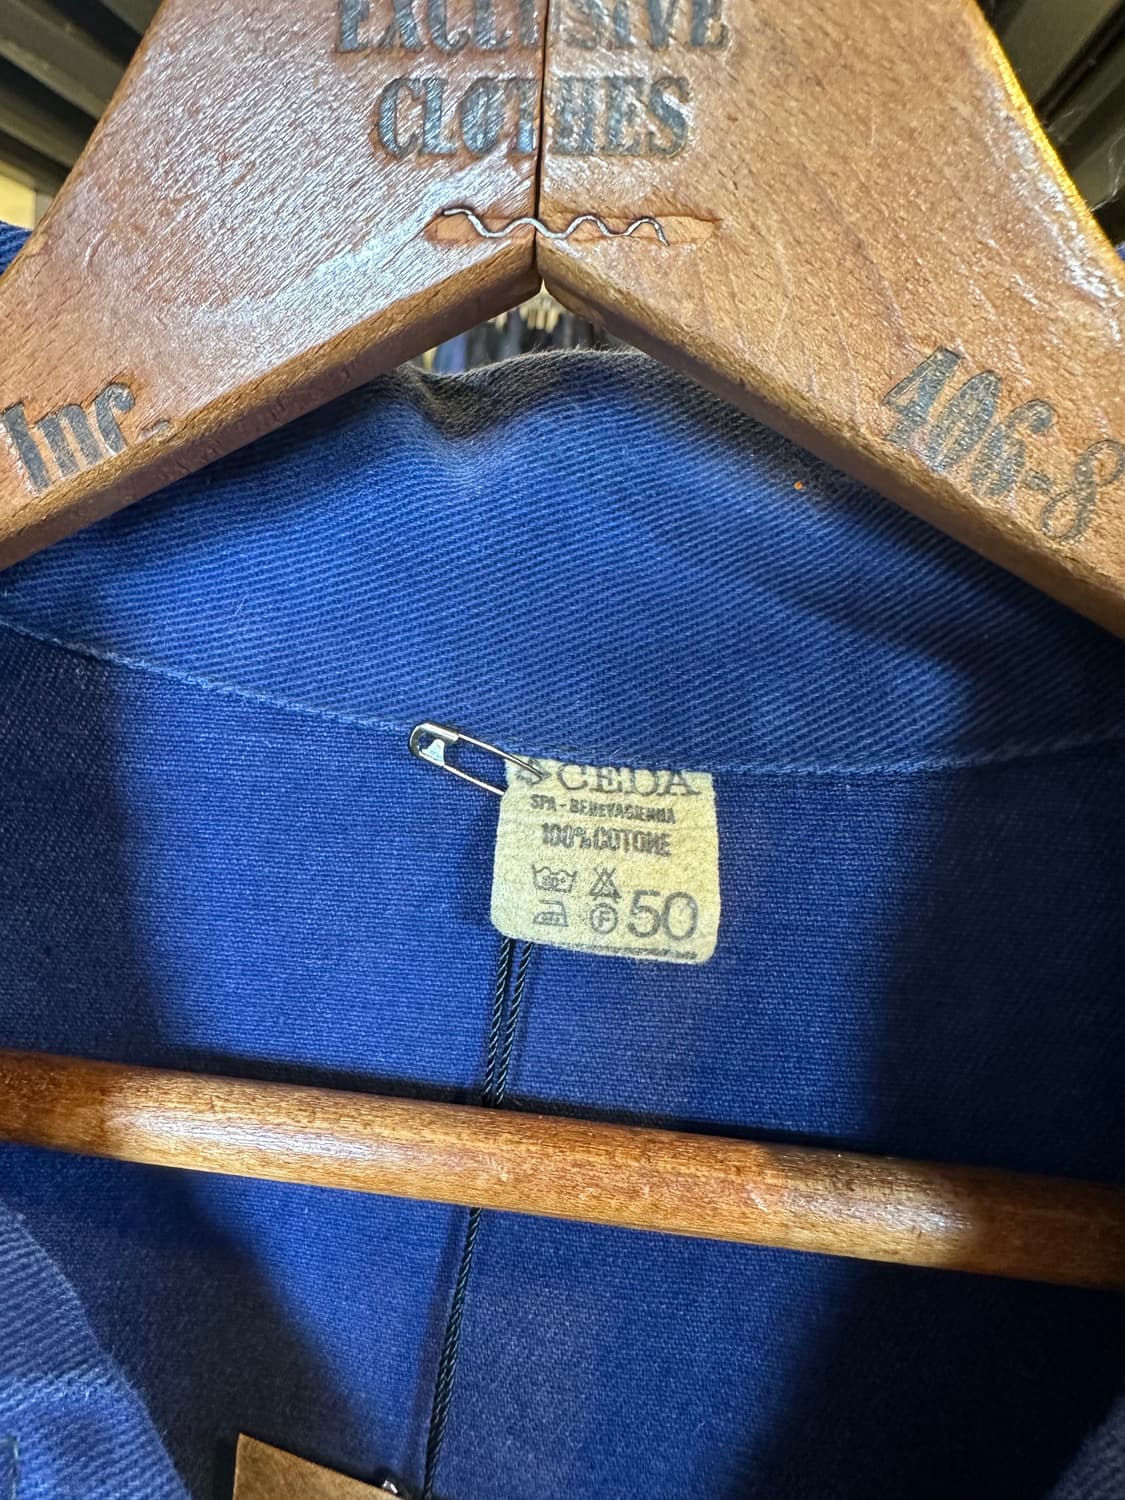 EXCLUSIVE
CLOTHES
Inc.
406-8
CEDA
SPA - BENEVAGIENNA
100% COTONE
F
50